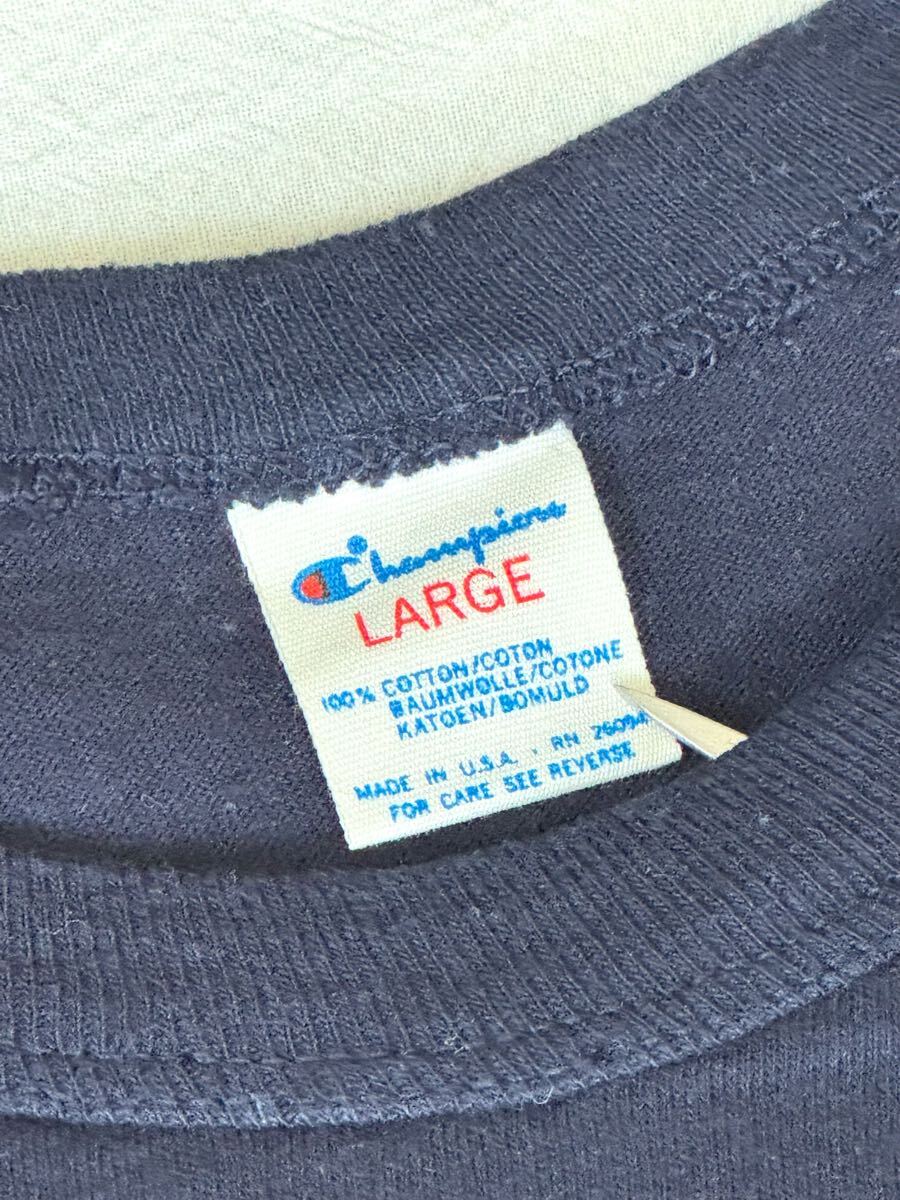 Champion
LARGE
100% COTTON/COTON
BAUMWOLLE/COTONE
KATOEN/BOMULD
MADE IN U.S.A. · RN 26094
FOR CARE SEE REVERSE